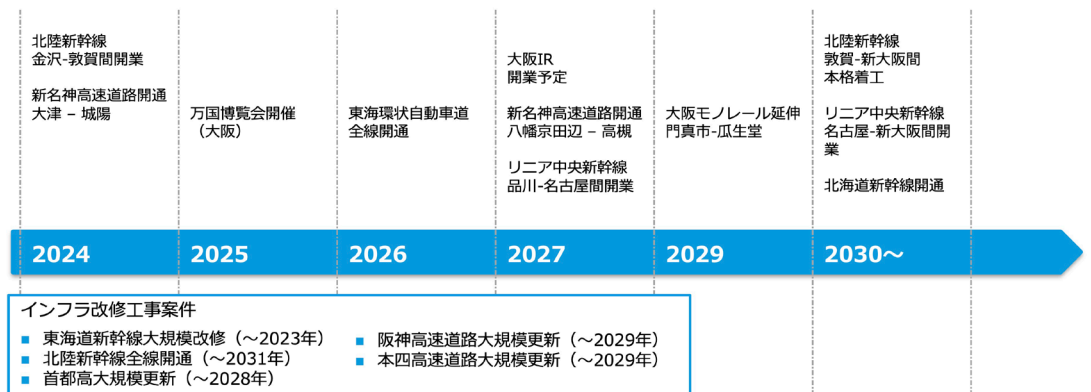 北陸新幹線
金沢-敦賀間開業
新名神高速道路開通
大津 – 城陽
万国博覧会開催
（大阪）
東海環状自動車道
全線開通
大阪IR
開業予定
新名神高速道路開通
八幡京田辺 – 高槻
リニア中央新幹線
品川-名古屋間開業
大阪モノレール延伸
門真市-瓜生堂
北陸新幹線
敦賀-新大阪間
本格着工
リニア中央新幹線
名古屋-新大阪間開
業
北海道新幹線開通
2024
2025
2026
2027
2029
2030～
インフラ改修工事案件
■ 東海道新幹線大規模改修（～2023年）
■ 北陸新幹線全線開通（～2031年）
■ 首都高大規模更新（～2028年）
■ 阪神高速道路大規模更新（～2029年）
■ 本四高速道路大規模更新（～2029年）